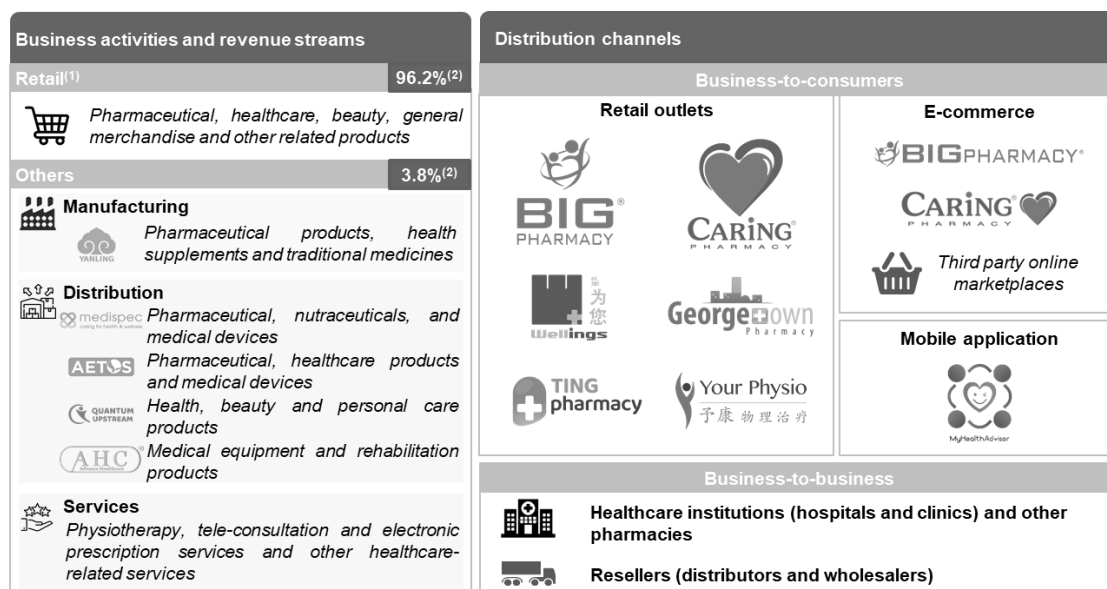 Business activities and revenue streams
Retail(1)
96.2%(2)
Pharmaceutical, healthcare, beauty, general
merchandise and other related products
Others
3.8%(2)
Manufacturing
YANLING
Pharmaceutical products, health
supplements and traditional medicines
Distribution
medispec
caring for health & wellness
Pharmaceutical, nutraceuticals, and
medical devices
AETOS
Pharmaceutical, healthcare products
and medical devices
QUANTUM
UPSTREAM
Health, beauty and personal care
products
AHC
Medical equipment and rehabilitation
products
Services
Physiotherapy, tele-consultation and electronic
prescription services and other healthcare-
related services
Distribution channels
Business-to-consumers
Retail outlets
BIG®
PHARMACY
CARiNG®
PHARMACY
为您
Wellings
Georgetown
Pharmacy
TING
pharmacy
Your Physio
予康 物理治疗
E-commerce
BIGPHARMACY®
CARiNG
PHARMACY
Third party online
marketplaces
Mobile application
MyHealthAdvisor
Business-to-business
Healthcare institutions (hospitals and clinics) and other
pharmacies
Resellers (distributors and wholesalers)